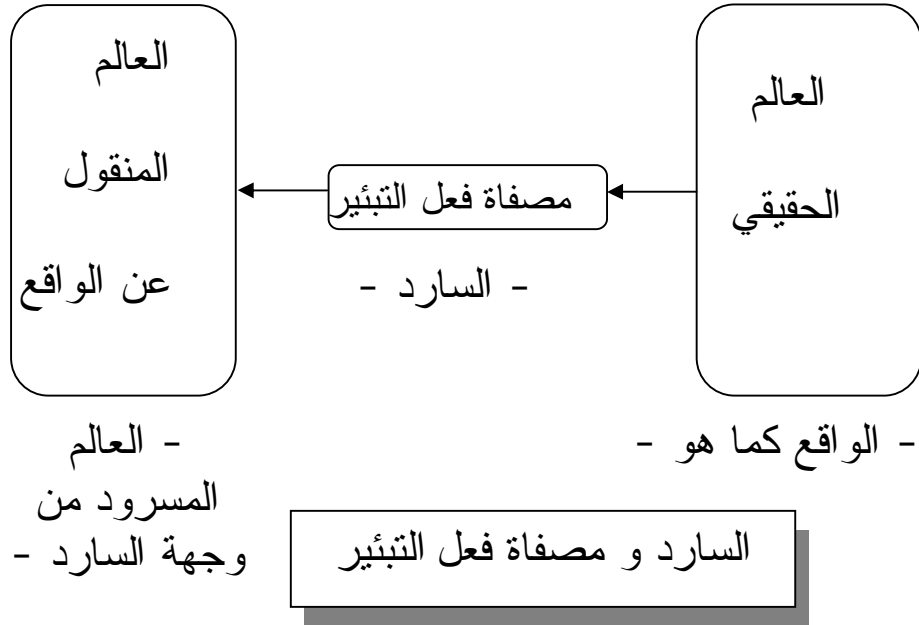 العالم
الحقيقي
- الواقع كما هو -
مصفاة فعل التبئير
- السارد -
العالم
المنقول
عن الواقع
- العالم
المسرود من
وجهة السارد -
السارد و مصفاة فعل التبئير